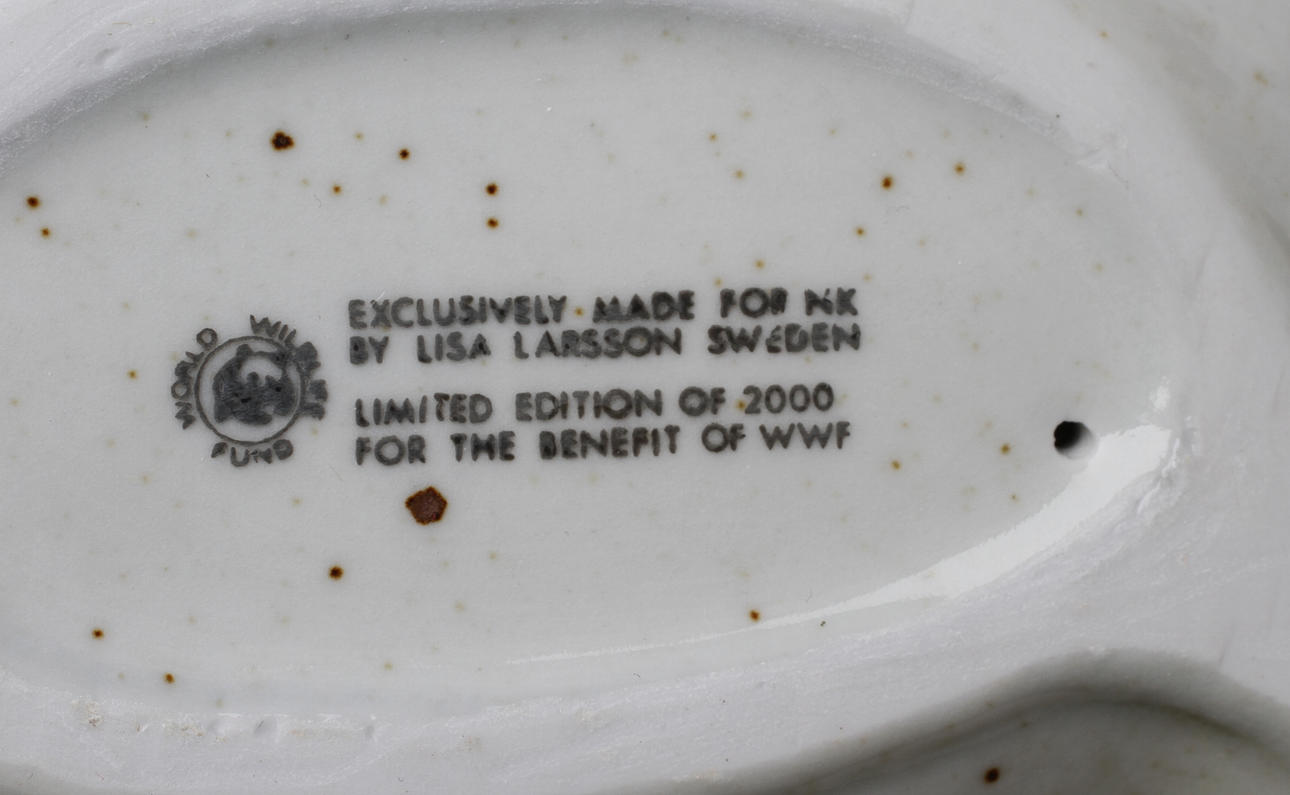 WORLD WILDLIFE FUND
EXCLUSIVELY MADE FOR NK
BY LISA LARSSON SWEDEN
LIMITED EDITION OF 2000
FOR THE BENEFIT OF WWF